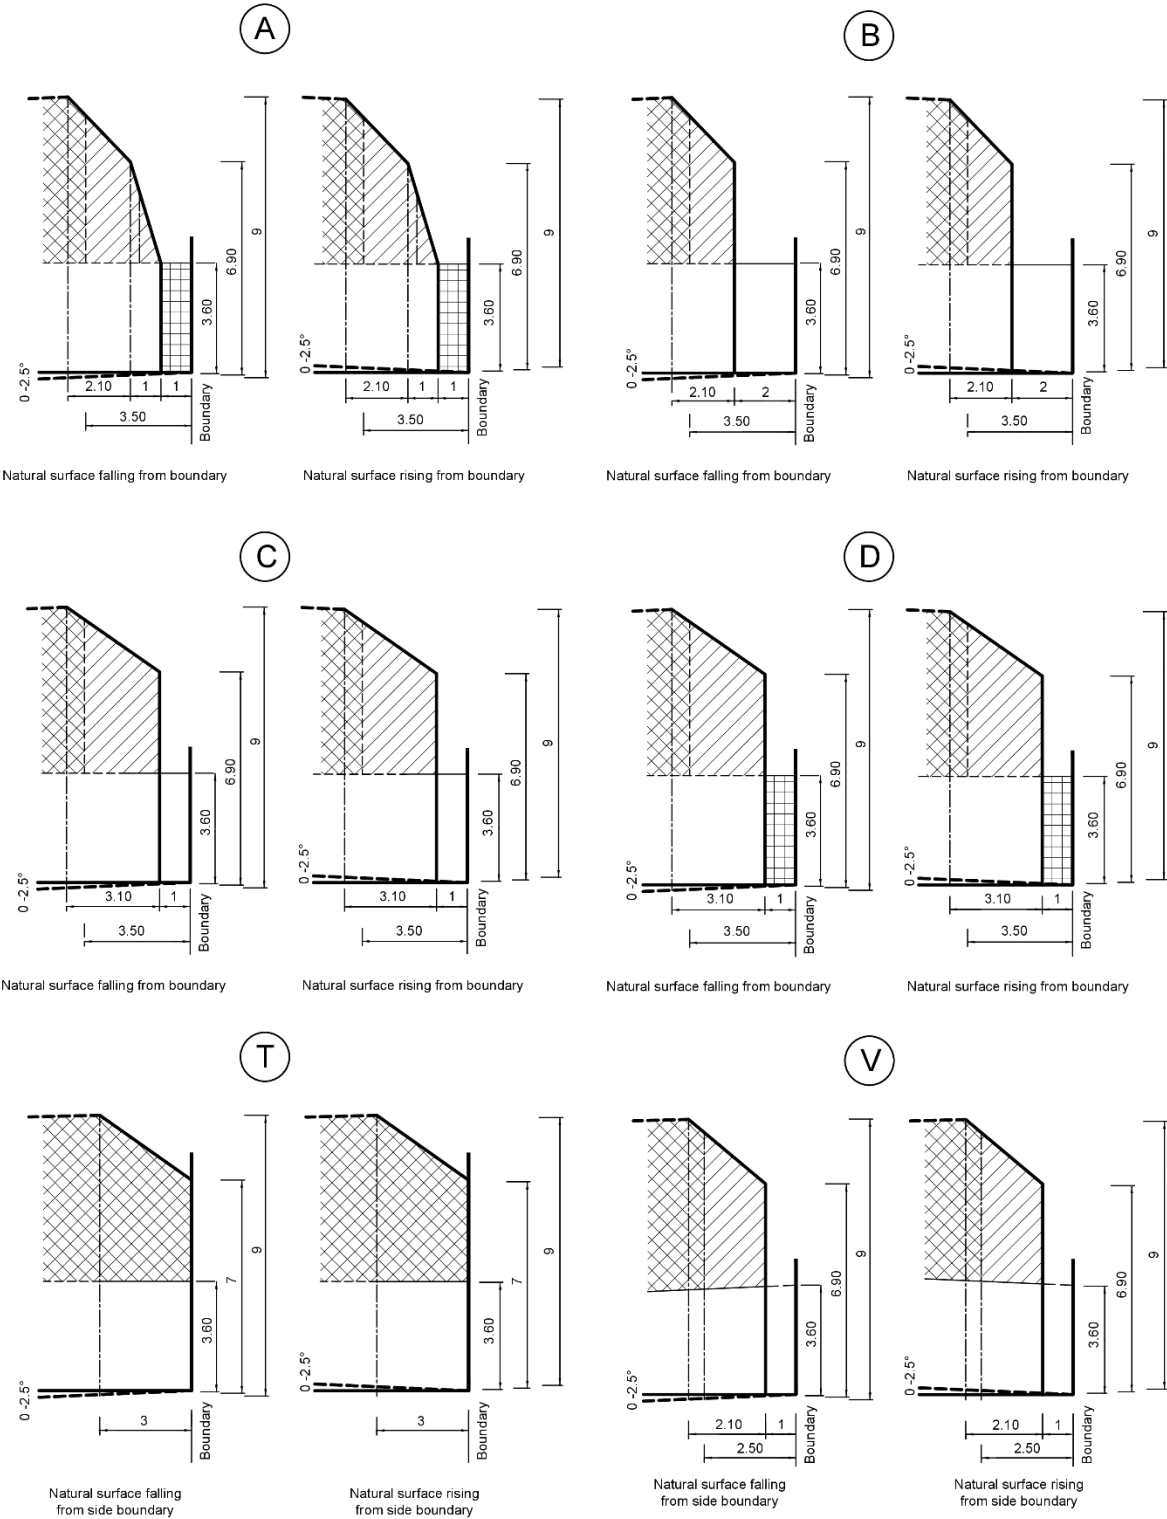 A
B
9
6.90
3.60
0 -2.5°
2.10 1 1
3.50
Boundary
Natural surface falling from boundary
9
6.90
3.60
0 -2.5°
2.10 1 1
3.50
Boundary
Natural surface rising from boundary
9
6.90
3.60
0 -2.5°
2.10 2
3.50
Boundary
Natural surface falling from boundary
9
6.90
3.60
0 -2.5°
2.10 2
3.50
Boundary
Natural surface rising from boundary
C
D
9
6.90
3.60
0 -2.5°
3.10 1
3.50
Boundary
Natural surface falling from boundary
9
6.90
3.60
0 -2.5°
3.10 1
3.50
Boundary
Natural surface rising from boundary
9
6.90
3.60
0 -2.5°
3.10 1
3.50
Boundary
Natural surface falling from boundary
9
6.90
3.60
0 -2.5°
3.10 1
3.50
Boundary
Natural surface rising from boundary
T
V
9
7
3.60
0 -2.5°
3
Boundary
Natural surface falling
from side boundary
9
7
3.60
0 -2.5°
3
Boundary
Natural surface rising
from side boundary
9
6.90
3.60
0 -2.5°
2.10 1
2.50
Boundary
Natural surface falling
from side boundary
9
6.90
3.60
0 -2.5°
2.10 1
2.50
Boundary
Natural surface rising
from side boundary